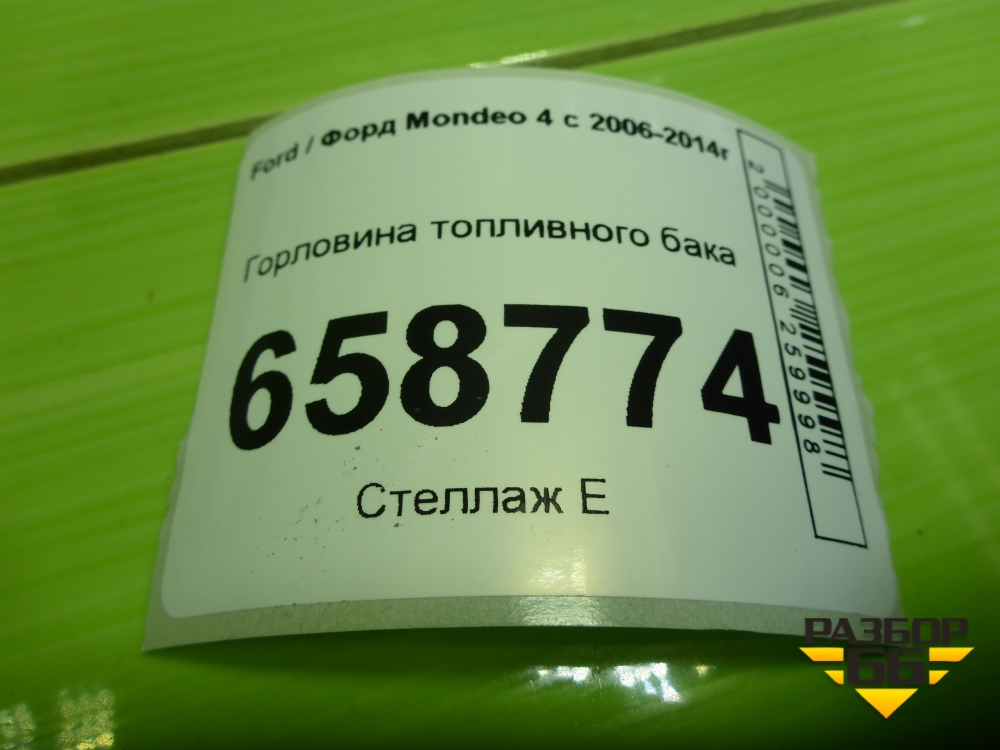 Ford / Форд Mondeo 4 с 2006-2014г
Горловина топливного бака
658774
Стеллаж Е
2000006259998
РАЗБОР
66